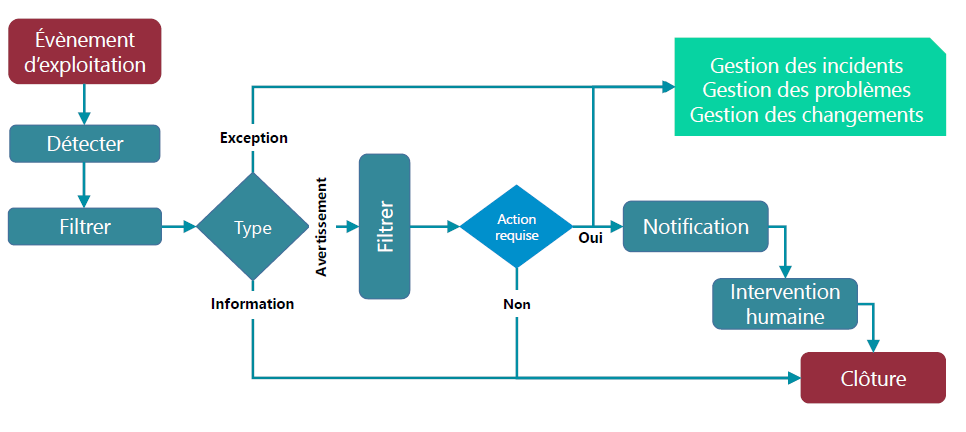 Évènement
d'exploitation
Détecter
Filtrer
Type
Exception
Avertissement
Information
Filtrer
Action
requise
Oui
Non
Gestion des incidents
Gestion des problèmes
Gestion des changements
Notification
Intervention
humaine
Clôture